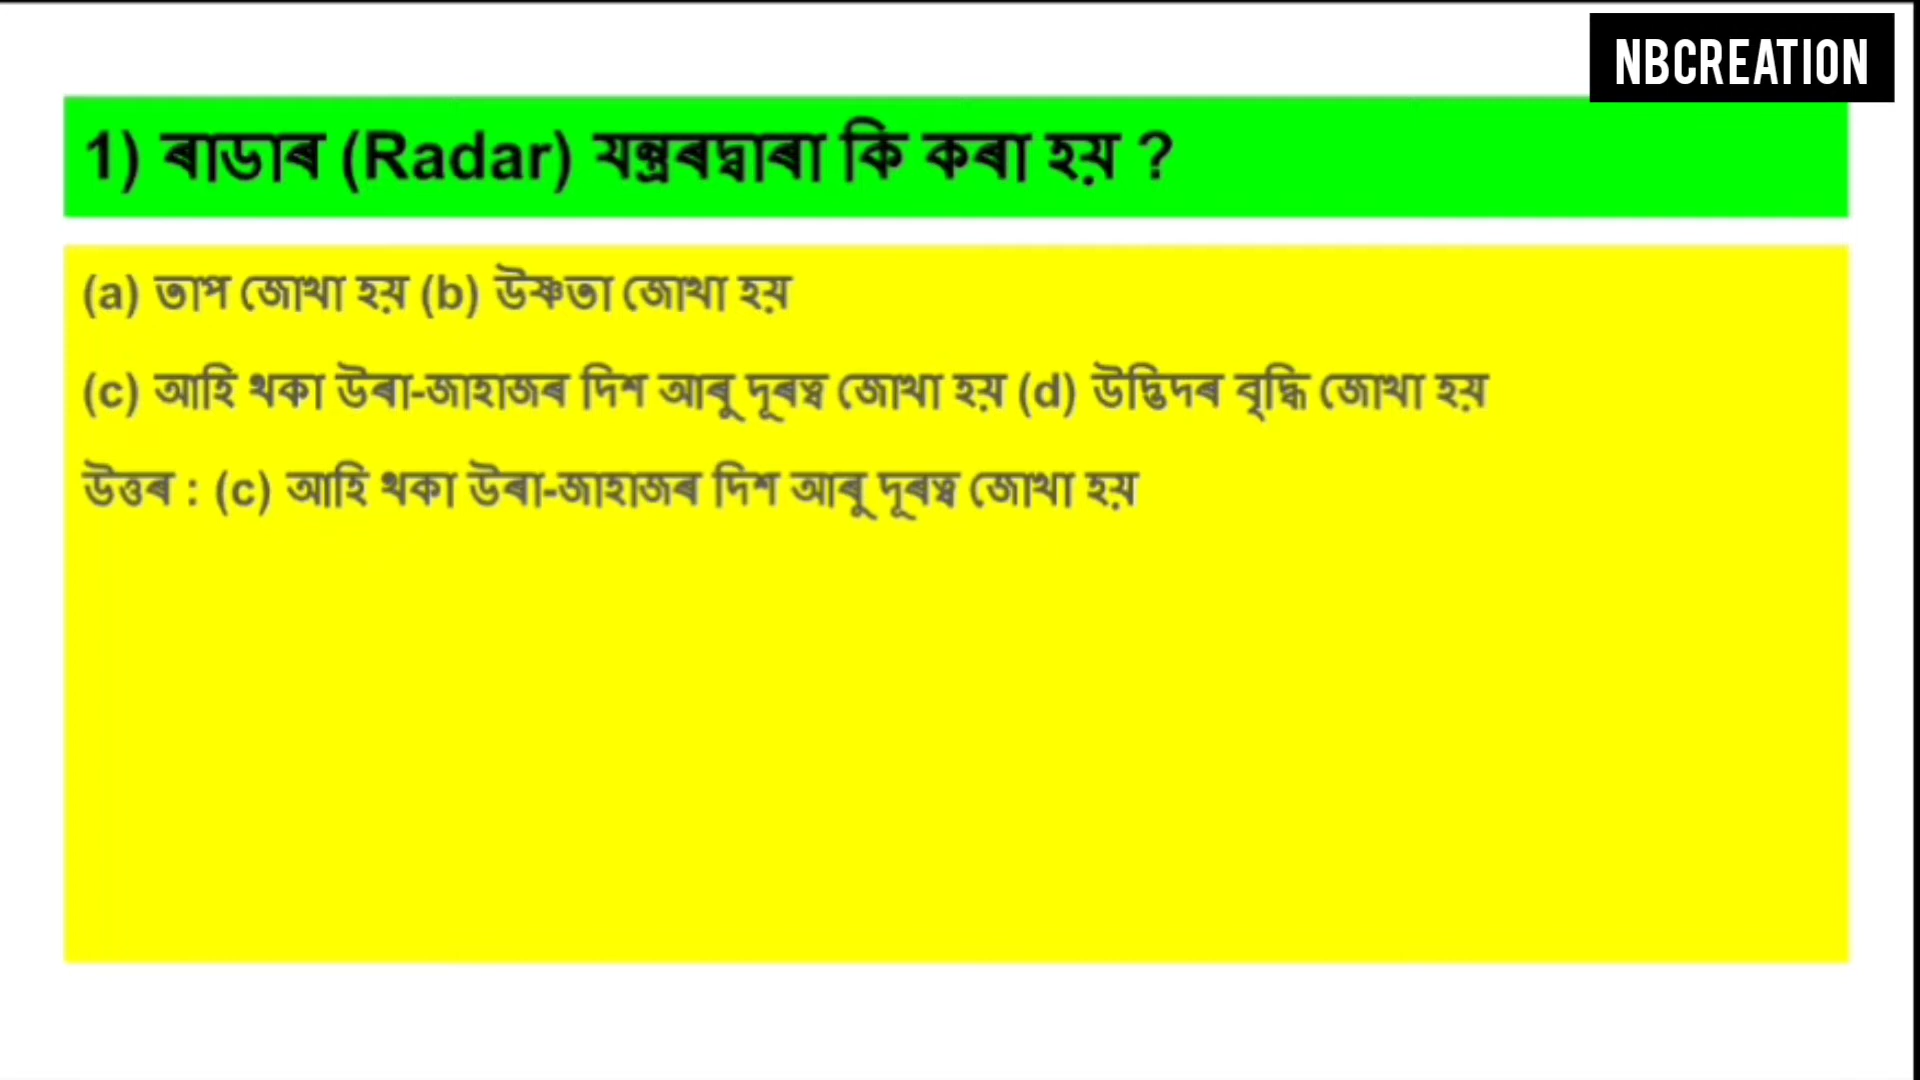 NBCREATION
1) ৰাডাৰ (Radar) যন্ত্ৰৰদ্বাৰা কি কৰা হয় ?
(a) তাপ জোখা হয় (b) উষ্ণতা জোখা হয়
(c) আহি থকা উৰা-জাহাজৰ দিশ আৰু দূৰত্ব জোখা হয় (d) উদ্ভিদৰ বৃদ্ধি জোখা হয়
উত্তৰ : (c) আহি থকা উৰা-জাহাজৰ দিশ আৰু দূৰত্ব জোখা হয়